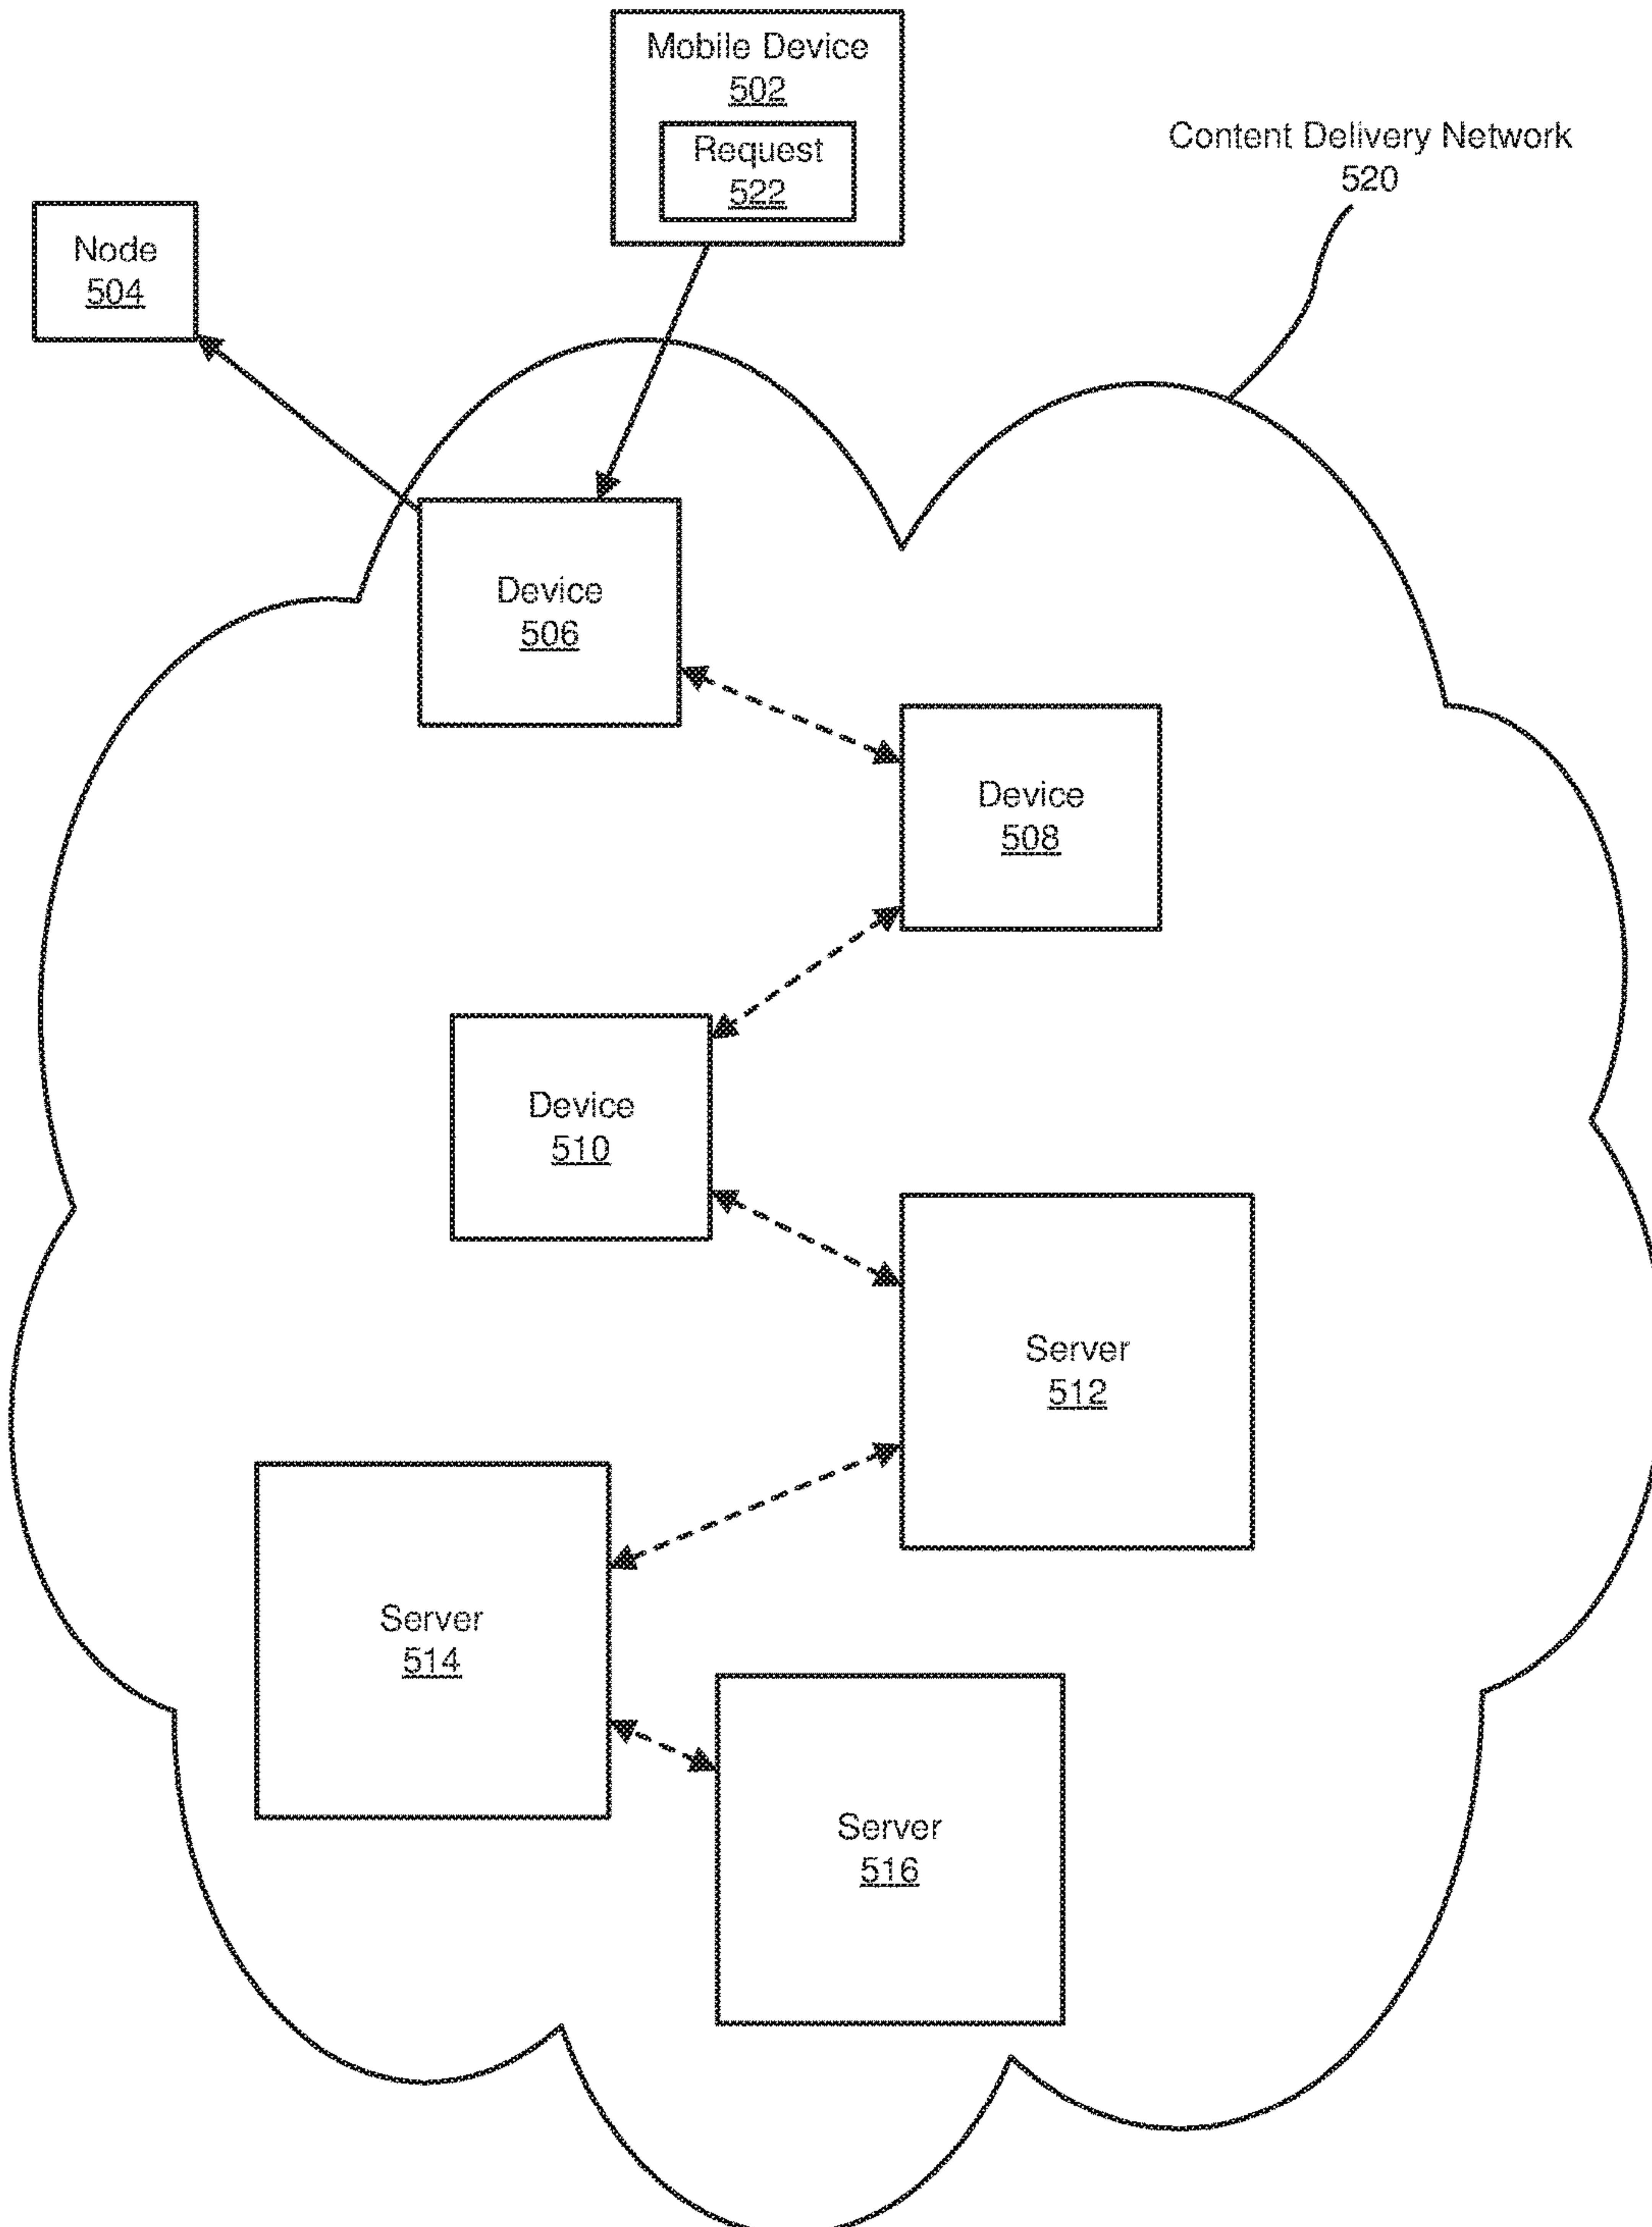 Mobile Device
502
Request
522
Content Delivery Network
520
Node
504
Device
506
Device
508
Device
510
Server
512
Server
514
Server
516